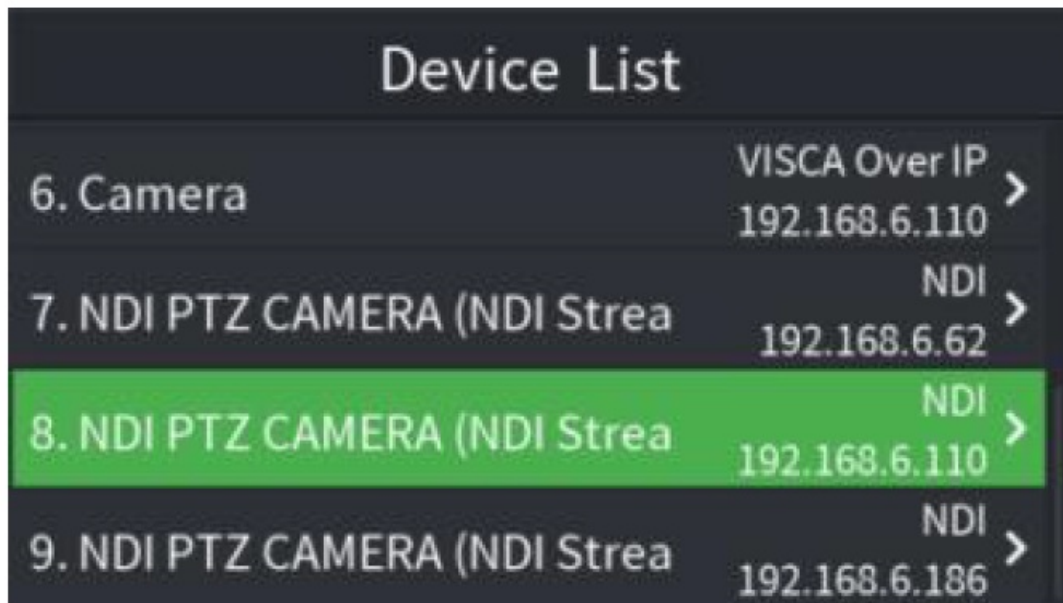 Device List
6. Camera
VISCA Over IP
192.168.6.110
7. NDI PTZ CAMERA (NDI Strea
NDI
192.168.6.62
8. NDI PTZ CAMERA (NDI Strea
NDI
192.168.6.110
9. NDI PTZ CAMERA (NDI Strea
NDI
192.168.6.186